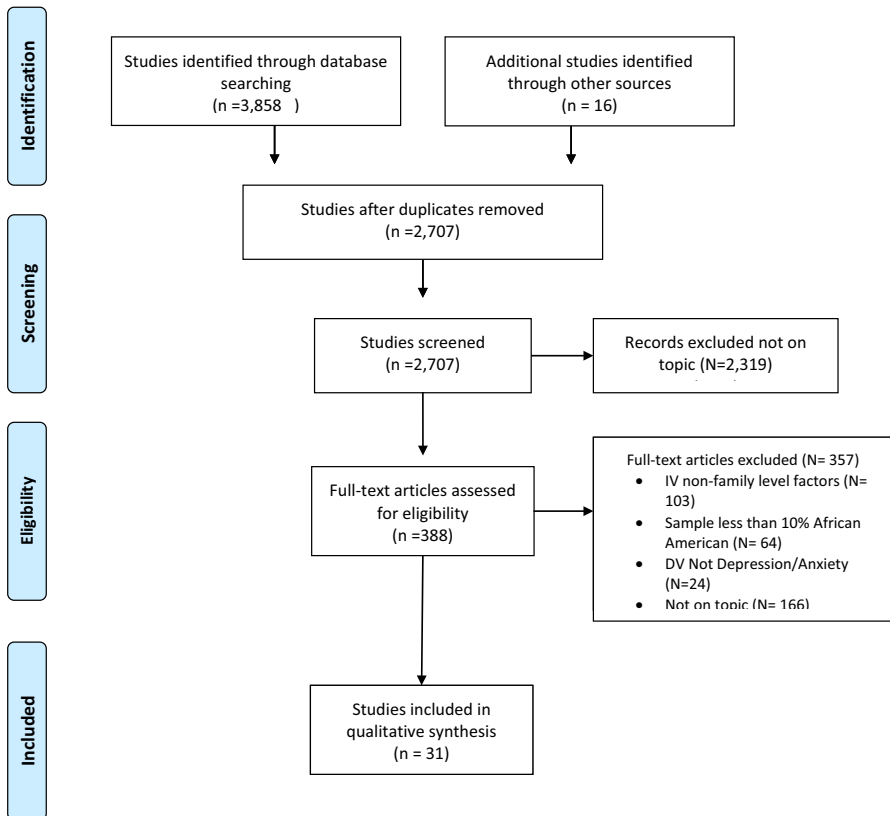 Identification
Studies identified through database
searching
(n =3,858 )
Additional studies identified
through other sources
(n = 16)
Studies after duplicates removed
(n =2,707)
Screening
Studies screened
(n =2,707)
Records excluded not on
topic (N=2,319)
Eligibility
Full-text articles assessed
for eligibility
(n =388)
Full-text articles excluded (N= 357)
• IV non-family level factors (N=
103)
• Sample less than 10% African
American (N= 64)
• DV Not Depression/Anxiety
(N=24)
• Not on topic (N= 166)
Included
Studies included in
qualitative synthesis
(n = 31)